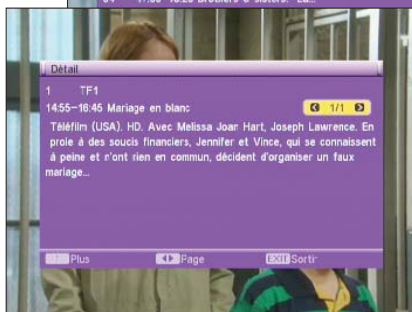 Détail
1 TF1
14:55-16:45 Mariage en blanc
1/1
Téléfilm (USA). HD. Avec Melissa Joan Hart, Joseph Lawrence. En
proie à des soucis financiers, Jennifer et Vince, qui se connaissent
à peine et n'ont rien en commun, décident d'organiser un faux
mariage...
Plus Page EXIT Sortir